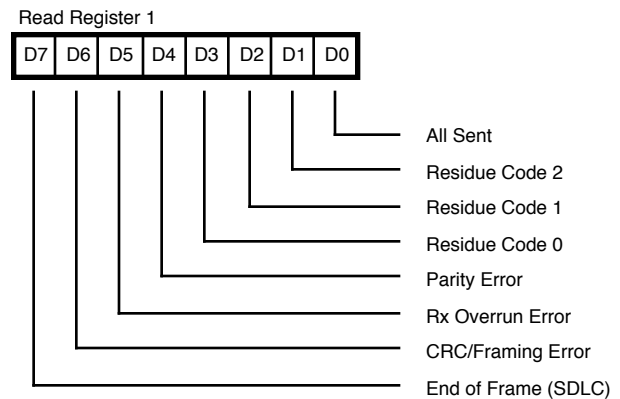 Read Register 1
D7 D6 D5 D4 D3 D2 D1 D0
All Sent
Residue Code 2
Residue Code 1
Residue Code 0
Parity Error
Rx Overrun Error
CRC/Framing Error
End of Frame (SDLC)